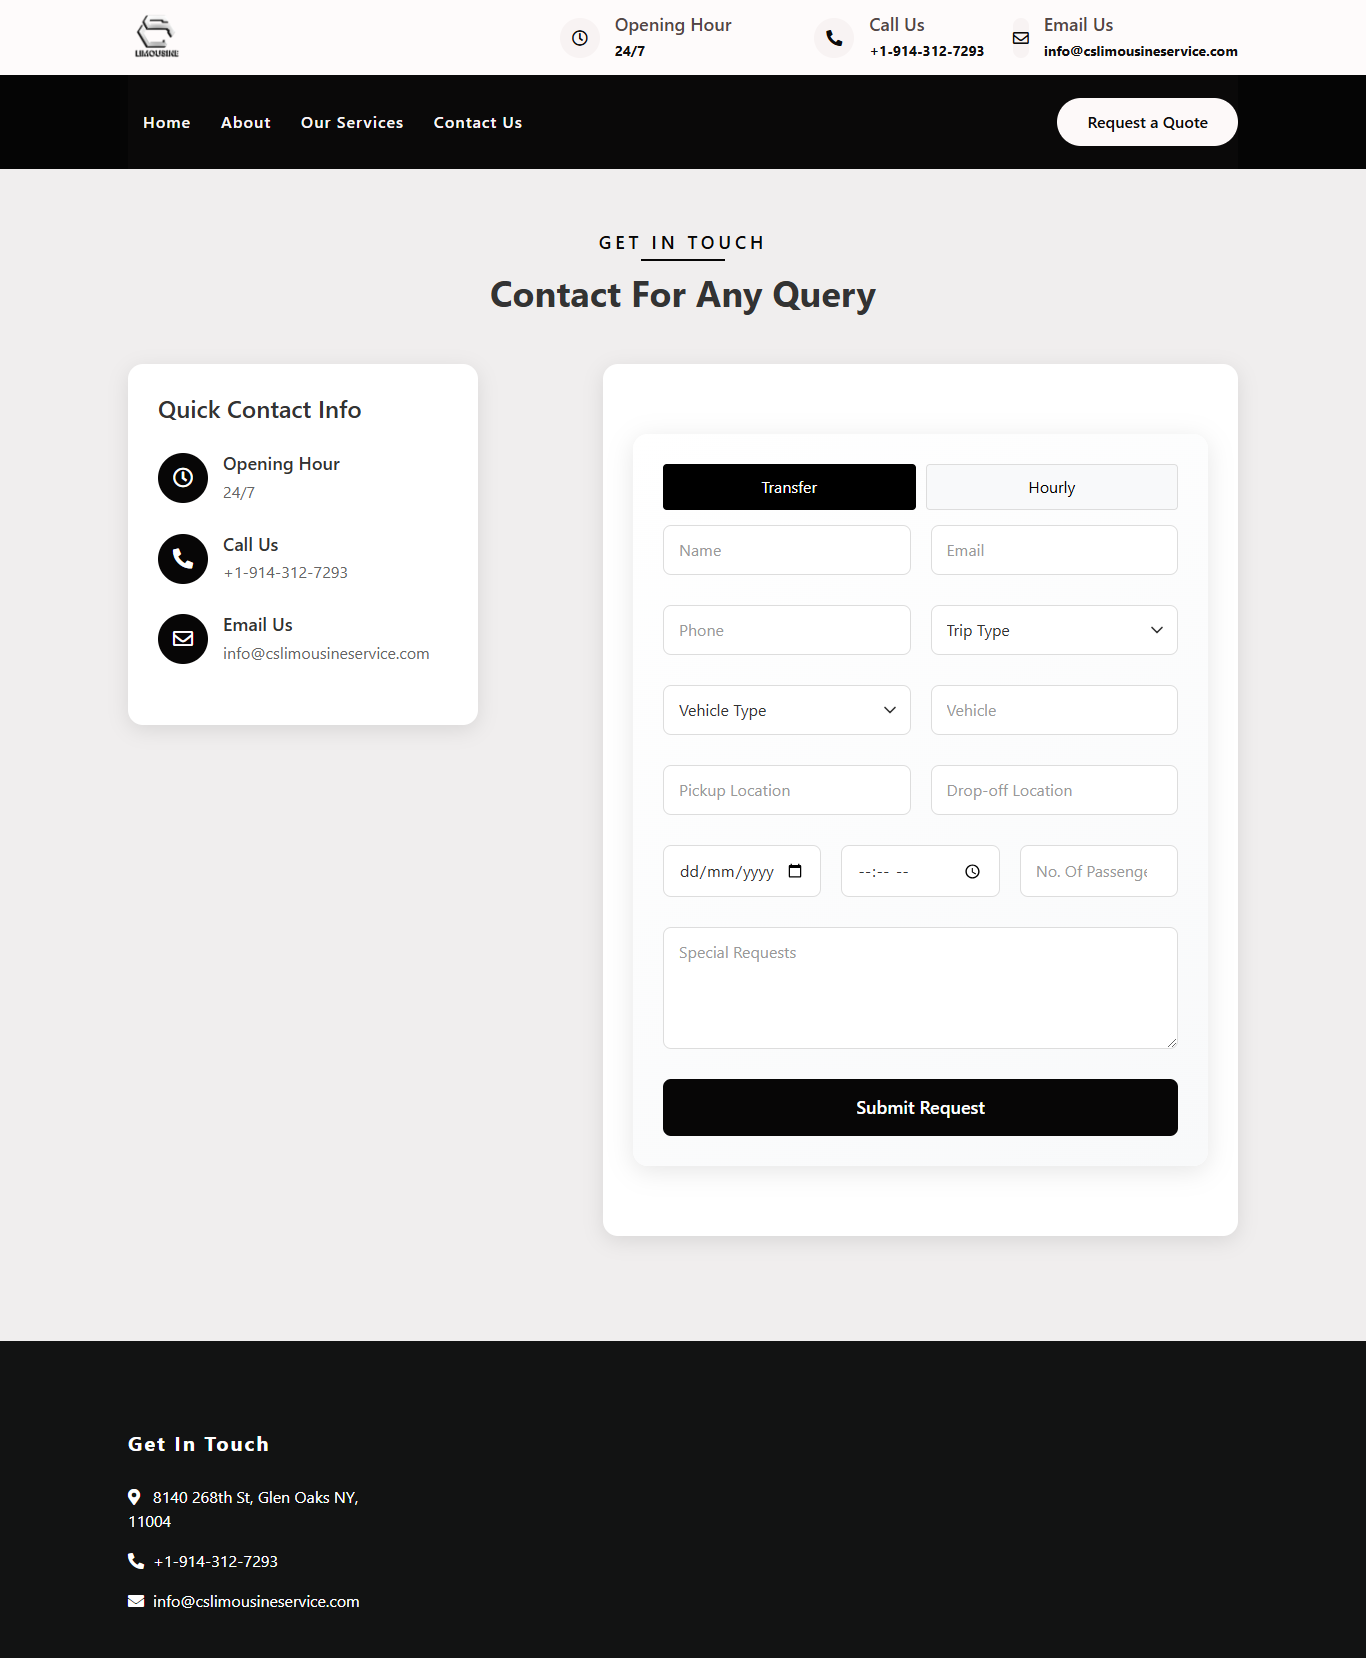 LIMOUSINE
Opening Hour
24/7
Call Us
+1-914-312-7293
Email Us
info@cslimousineservice.com
Home
About
Our Services
Contact Us
Request a Quote
GET IN TOUCH
Contact For Any Query
Quick Contact Info
Opening Hour
24/7
Call Us
+1-914-312-7293
Email Us
info@cslimousineservice.com
Transfer
Hourly
Name
Email
Phone
Trip Type
Vehicle Type
Vehicle
Pickup Location
Drop-off Location
dd/mm/yyyy
--:-- --
No. Of Passenge
Special Requests
Submit Request
Get In Touch
8140 268th St, Glen Oaks NY,
11004
+1-914-312-7293
info@cslimousineservice.com